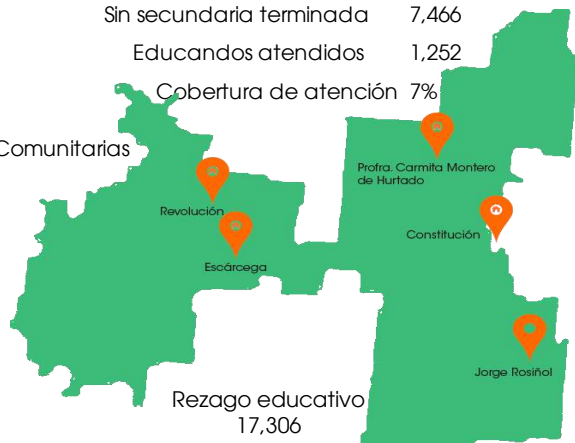 Sin secundaria terminada 7,466
Educandos atendidos 1,252
Cobertura de atención 7%
Comunitarias
Profra. Carmita Montero
de Hurtado
Revolución
Constitución
Escárcega
Jorge Rosiñol
Rezago educativo
17,306